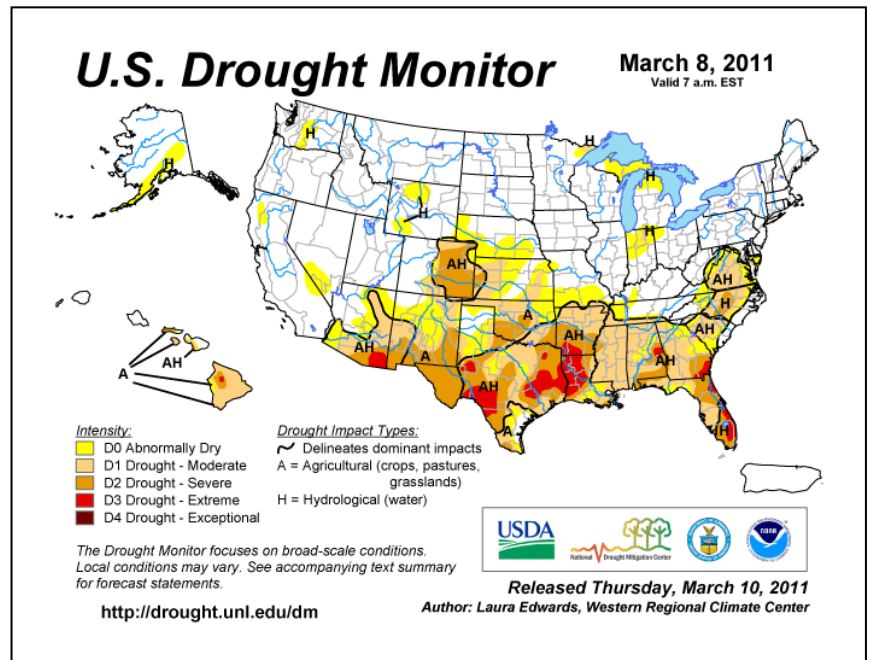 U.S. Drought Monitor
March 8, 2011
Valid 7 a.m. EST
H
H
H
H
H
H
AH
AH
H
A
AH
AH
AH
A
AH
AH
A
H
AH
A
Intensity:
D0 Abnormally Dry
D1 Drought - Moderate
D2 Drought - Severe
D3 Drought - Extreme
D4 Drought - Exceptional
Drought Impact Types:
Delineates dominant impacts
A = Agricultural (crops, pastures,
grasslands)
H = Hydrological (water)
The Drought Monitor focuses on broad-scale conditions.
Local conditions may vary. See accompanying text summary
for forecast statements.
http://drought.unl.edu/dm
USDA
National Drought Mitigation Center
NOAA
Released Thursday, March 10, 2011
Author: Laura Edwards, Western Regional Climate Center